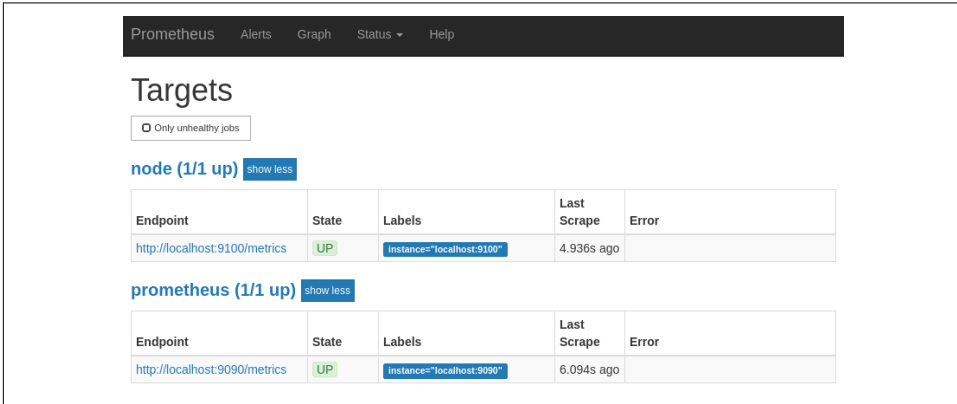 Prometheus Alerts Graph Status Help
Targets
Only unhealthy jobs
node (1/1 up) show less
Endpoint State Labels Last Scrape Error
http://localhost:9100/metrics UP instance="localhost:9100" 4.936s ago
prometheus (1/1 up) show less
Endpoint State Labels Last Scrape Error
http://localhost:9090/metrics UP instance="localhost:9090" 6.094s ago